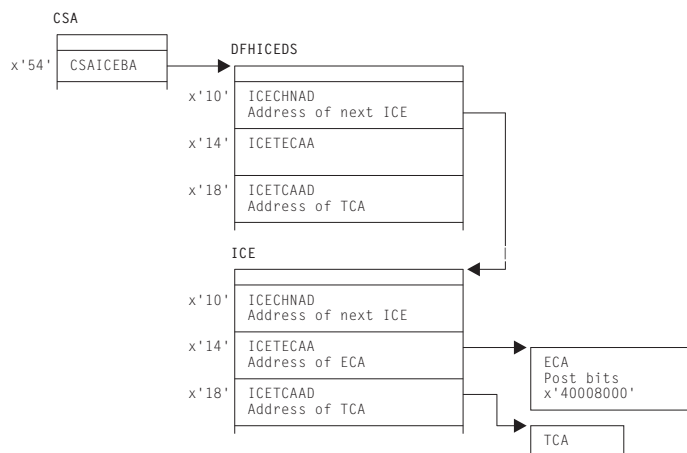 CSA
x'54' CSAICEBA
DFHICEDS
x'10' ICECHNAD
Address of next ICE
x'14' ICETECAA
x'18' ICETCAAD
Address of TCA
ICE
x'10' ICECHNAD
Address of next ICE
x'14' ICETECAA
Address of ECA
x'18' ICETCAAD
Address of TCA
ECA
Post bits
x'40008000'
TCA